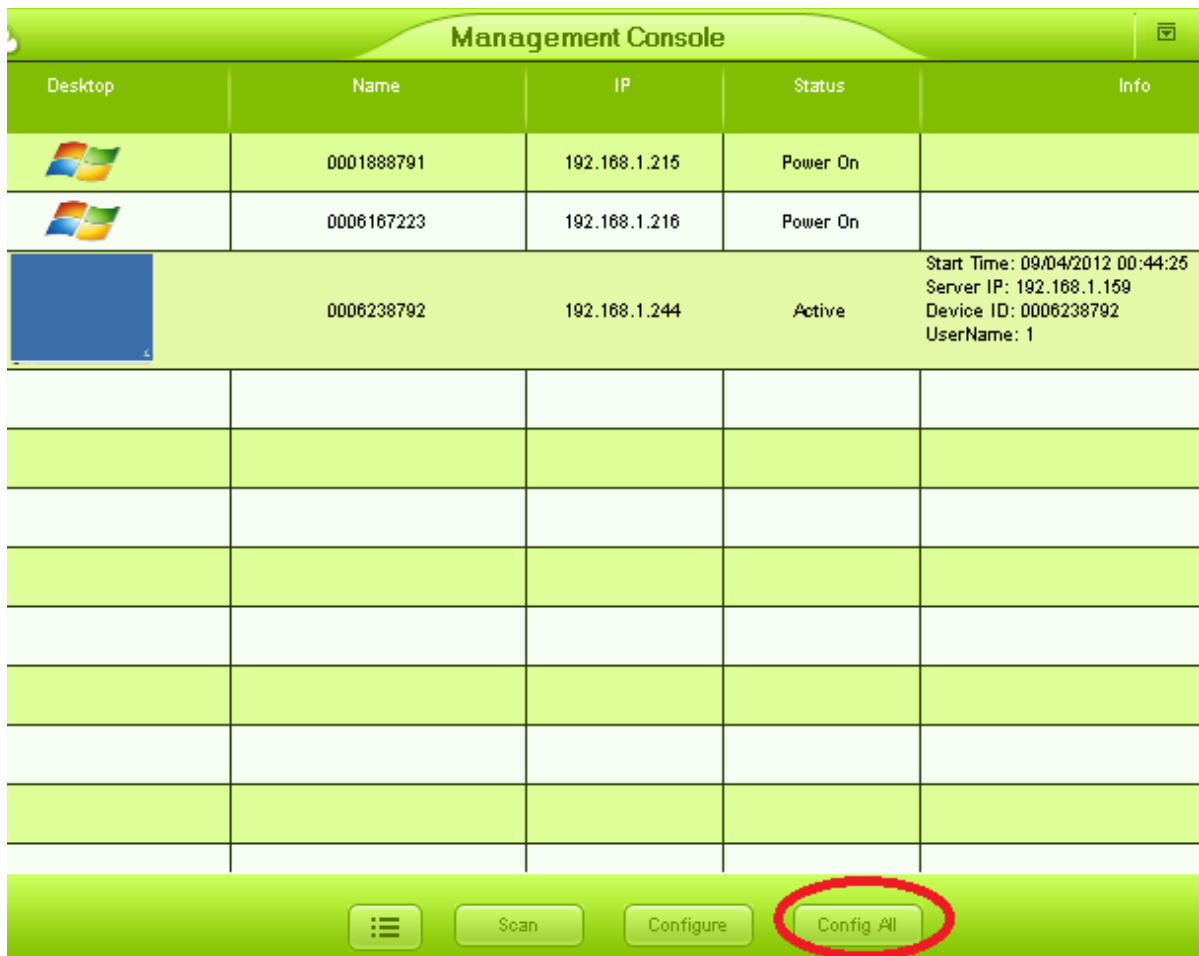 Management Console
Desktop Name IP Status Info
0001888791 192.168.1.215 Power On
0006167223 192.168.1.216 Power On
0006238792 192.168.1.244 Active
Start Time: 09/04/2012 00:44:25
Server IP: 192.168.1.159
Device ID: 0006238792
UserName: 1
Scan Configure Config All